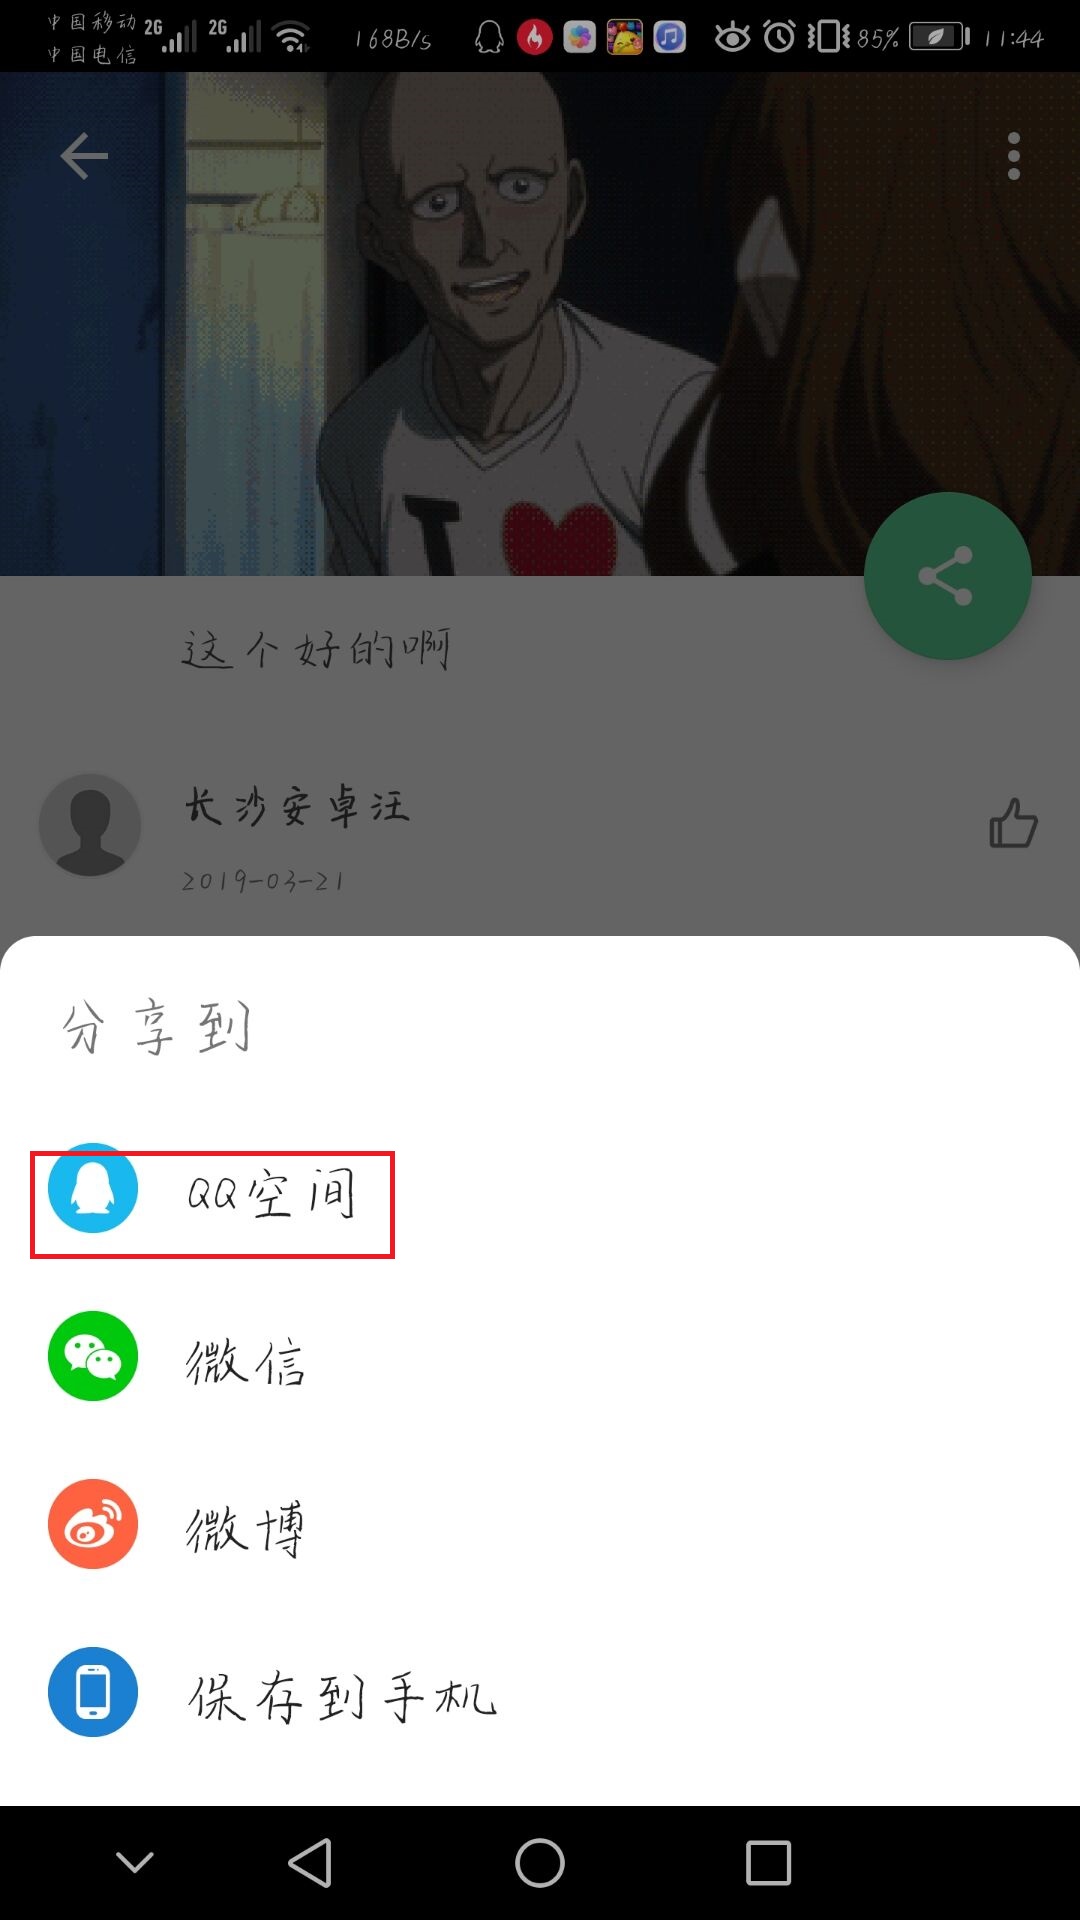 中国移动 2G 2G 168B/s 85% 11:44
中国电信
I
这个好的啊
长沙安卓汪
2019-03-21
分享到
QQ空间
微信
微博
保存到手机